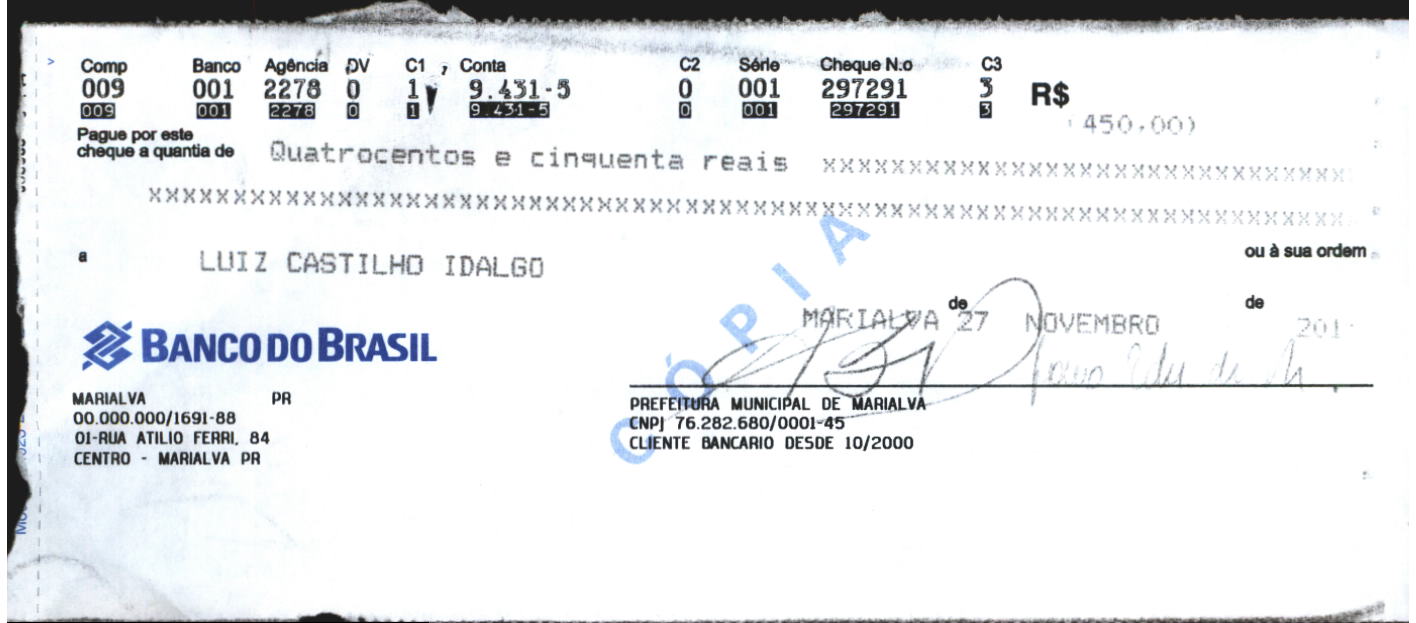 Comp Banco Agência DV C1 Conta C2 Série Cheque N.o C3
009 001 2278 0 1 9.431-5 0 001 297291 3 R$
009 001 2278 0 1 9.431-5 0 001 297291 3
450,00)
Pague por este
cheque a quantia de Quatrocentos e cinquenta reais xxxxxxxxxxxxxxxxxxxxxxxxxxxxxxx
xxxxxxxxxxxxxxxxxxxxxxxxxxxxxxxxxxxxxxxxxxxxxxxxxxxxxxxxxxxxxxxxxxxxxxxx
a LUIZ CASTILHO IDALGO ou à sua ordem
CÓPIA
MARIALVA de 27 NOVEMBRO de 201
BANCO DO BRASIL
MARIALVA PR
00.000.000/1691-88
01-RUA ATILIO FERRI, 84
CENTRO - MARIALVA PR
PREFEITURA MUNICIPAL DE MARIALVA
CNPJ 76.282.680/0001-45
CLIENTE BANCARIO DESDE 10/2000